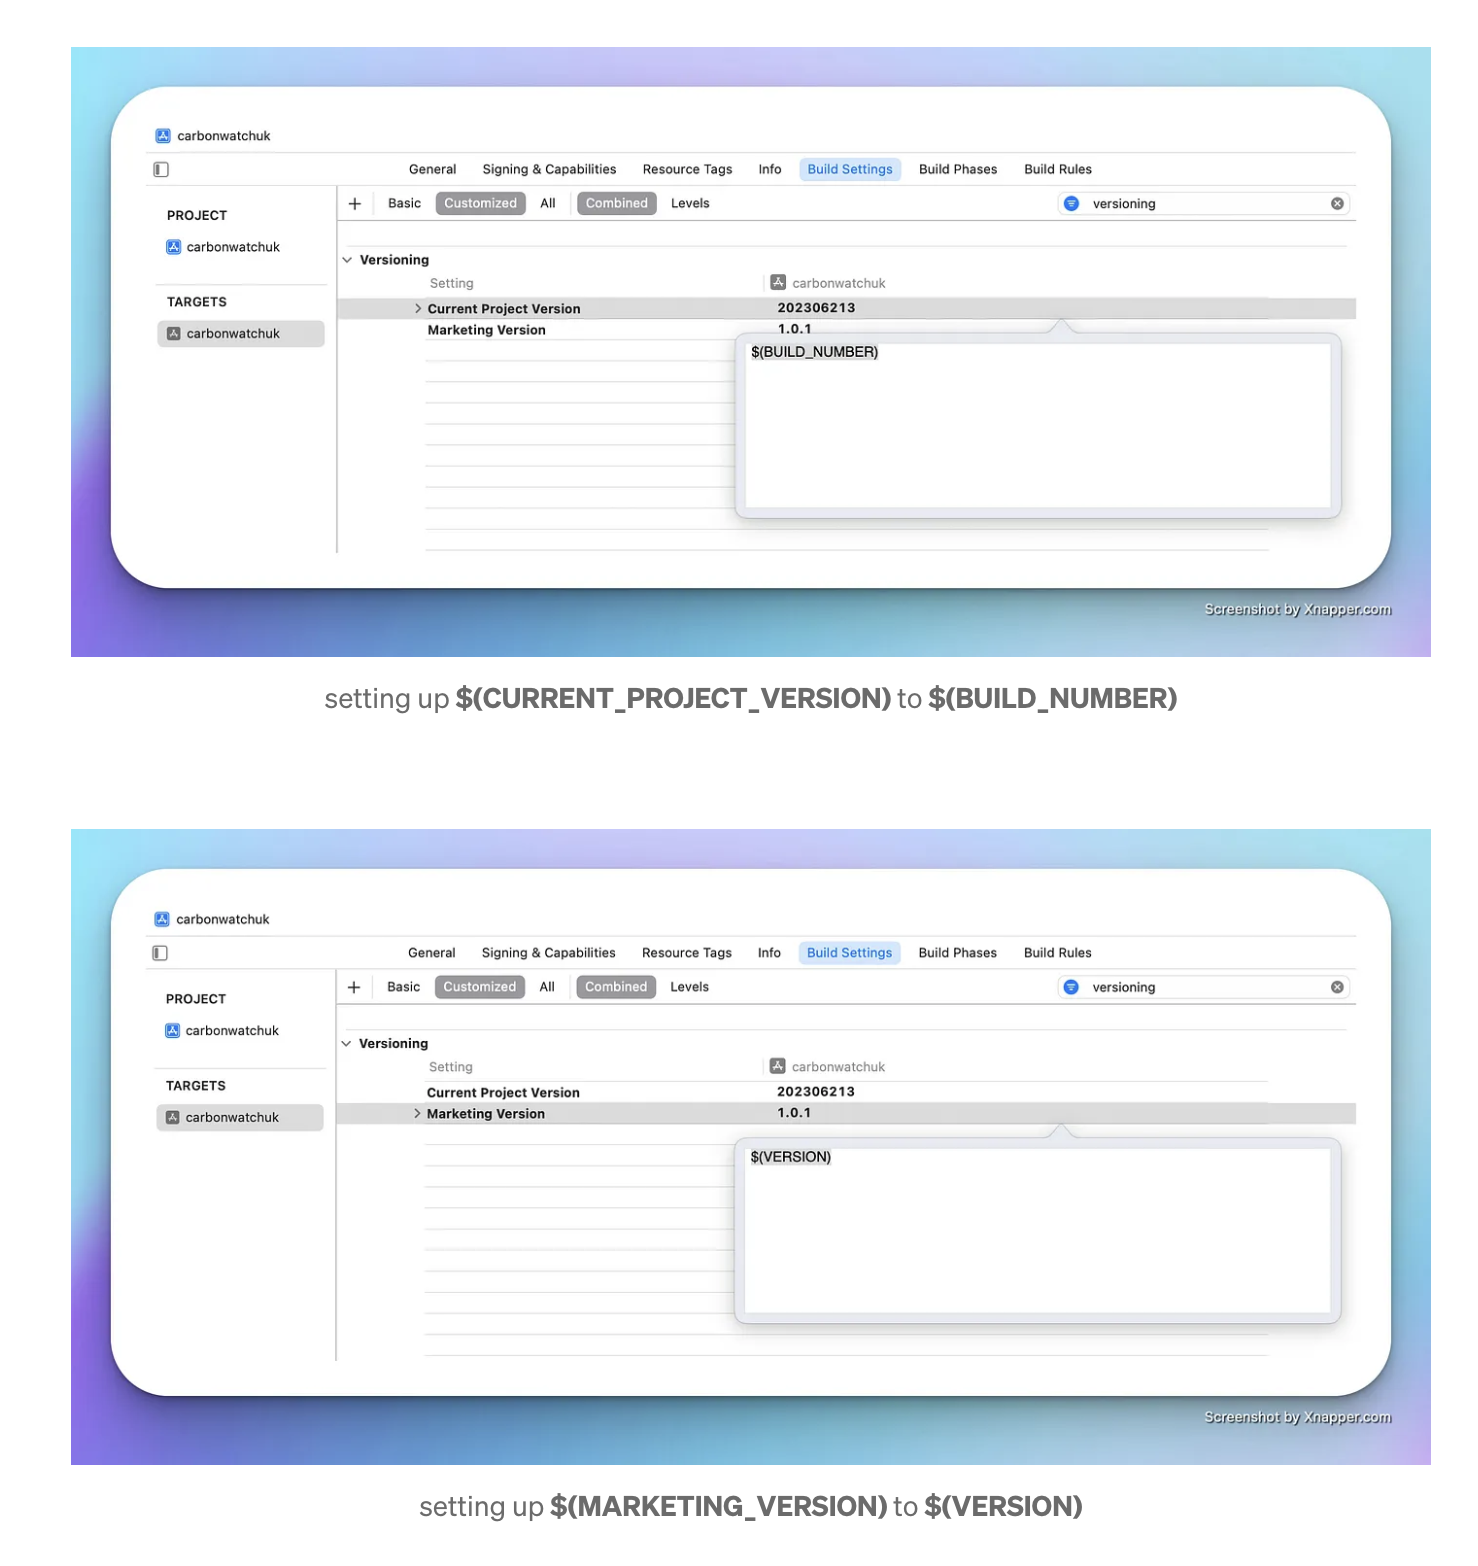 carbonwatchuk
General Signing & Capabilities Resource Tags Info Build Settings Build Phases Build Rules
+ Basic Customized All Combined Levels versioning
PROJECT
carbonwatchuk
TARGETS
carbonwatchuk
Versioning
Setting carbonwatchuk
Current Project Version 202306213
Marketing Version 1.0.1
$(BUILD_NUMBER)
Screenshot by Xnapper.com
setting up $(CURRENT_PROJECT_VERSION) to $(BUILD_NUMBER)
carbonwatchuk
General Signing & Capabilities Resource Tags Info Build Settings Build Phases Build Rules
+ Basic Customized All Combined Levels versioning
PROJECT
carbonwatchuk
TARGETS
carbonwatchuk
Versioning
Setting carbonwatchuk
Current Project Version 202306213
Marketing Version 1.0.1
$(VERSION)
Screenshot by Xnapper.com
setting up $(MARKETING_VERSION) to $(VERSION)